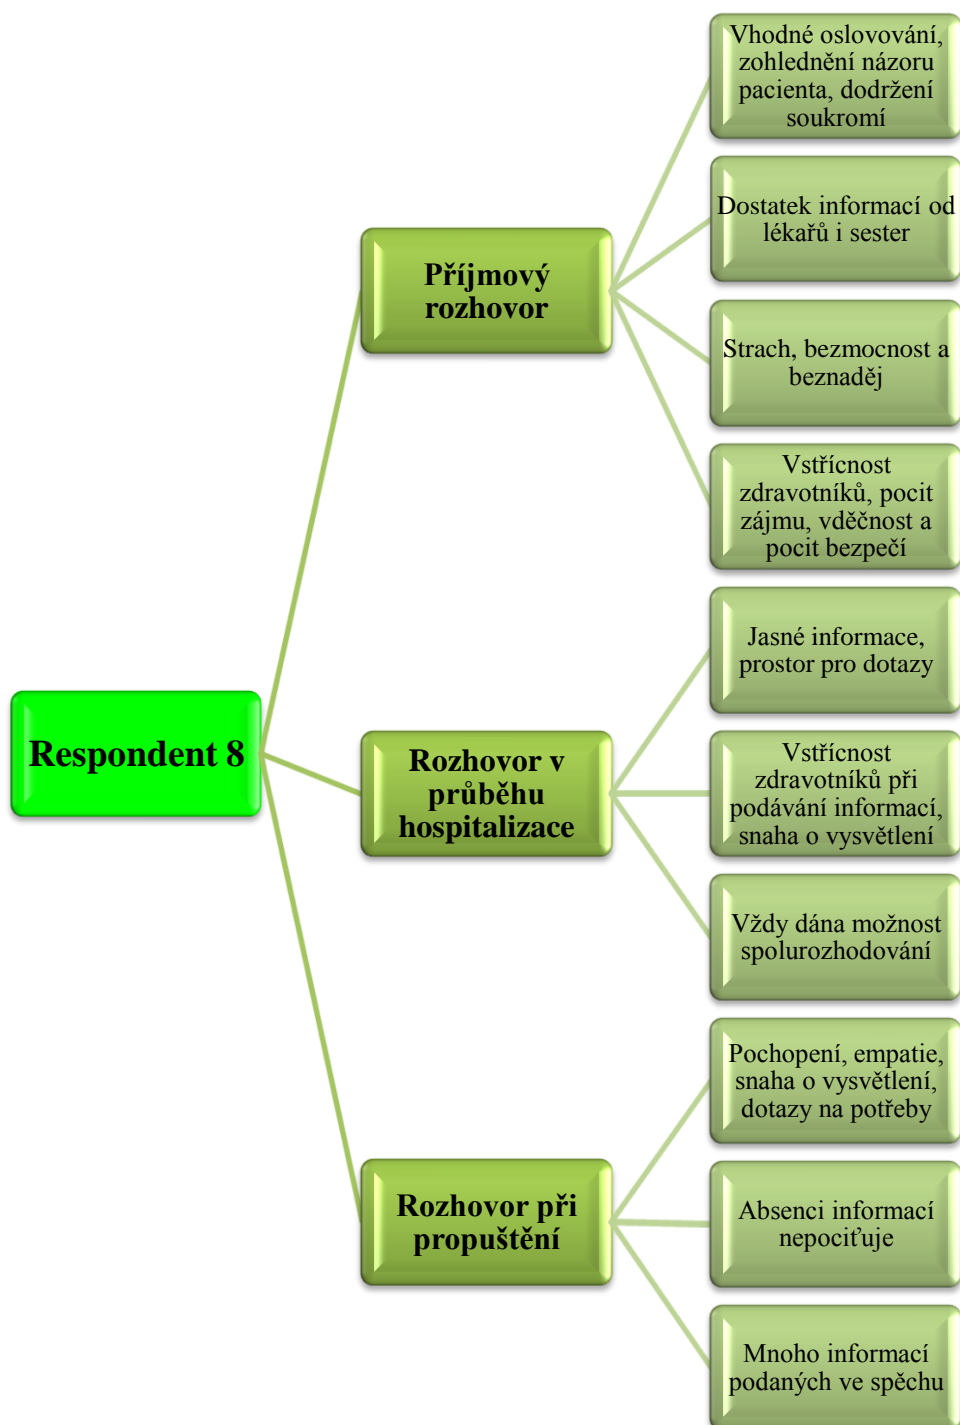 Respondent 8
Příjmový
rozhovor
Vhodné oslovování,
zohlednění názoru
pacienta, dodržení
soukromí
Dostatek informací od
lékařů i sester
Strach, bezmocnost a
beznaděj
Vstřícnost
zdravotníků, pocit
zájmu, vděčnost a
pocit bezpečí
Rozhovor v
průběhu
hospitalizace
Jasné informace,
prostor pro dotazy
Vstřícnost
zdravotníků při
podávání informací,
snaha o vysvětlení
Vždy dána možnost
spolurozhodování
Rozhovor při
propuštění
Pochopení, empatie,
snaha o vysvětlení,
dotazy na potřeby
Absenci informací
nepociťuje
Mnoho informací
podaných ve spěchu